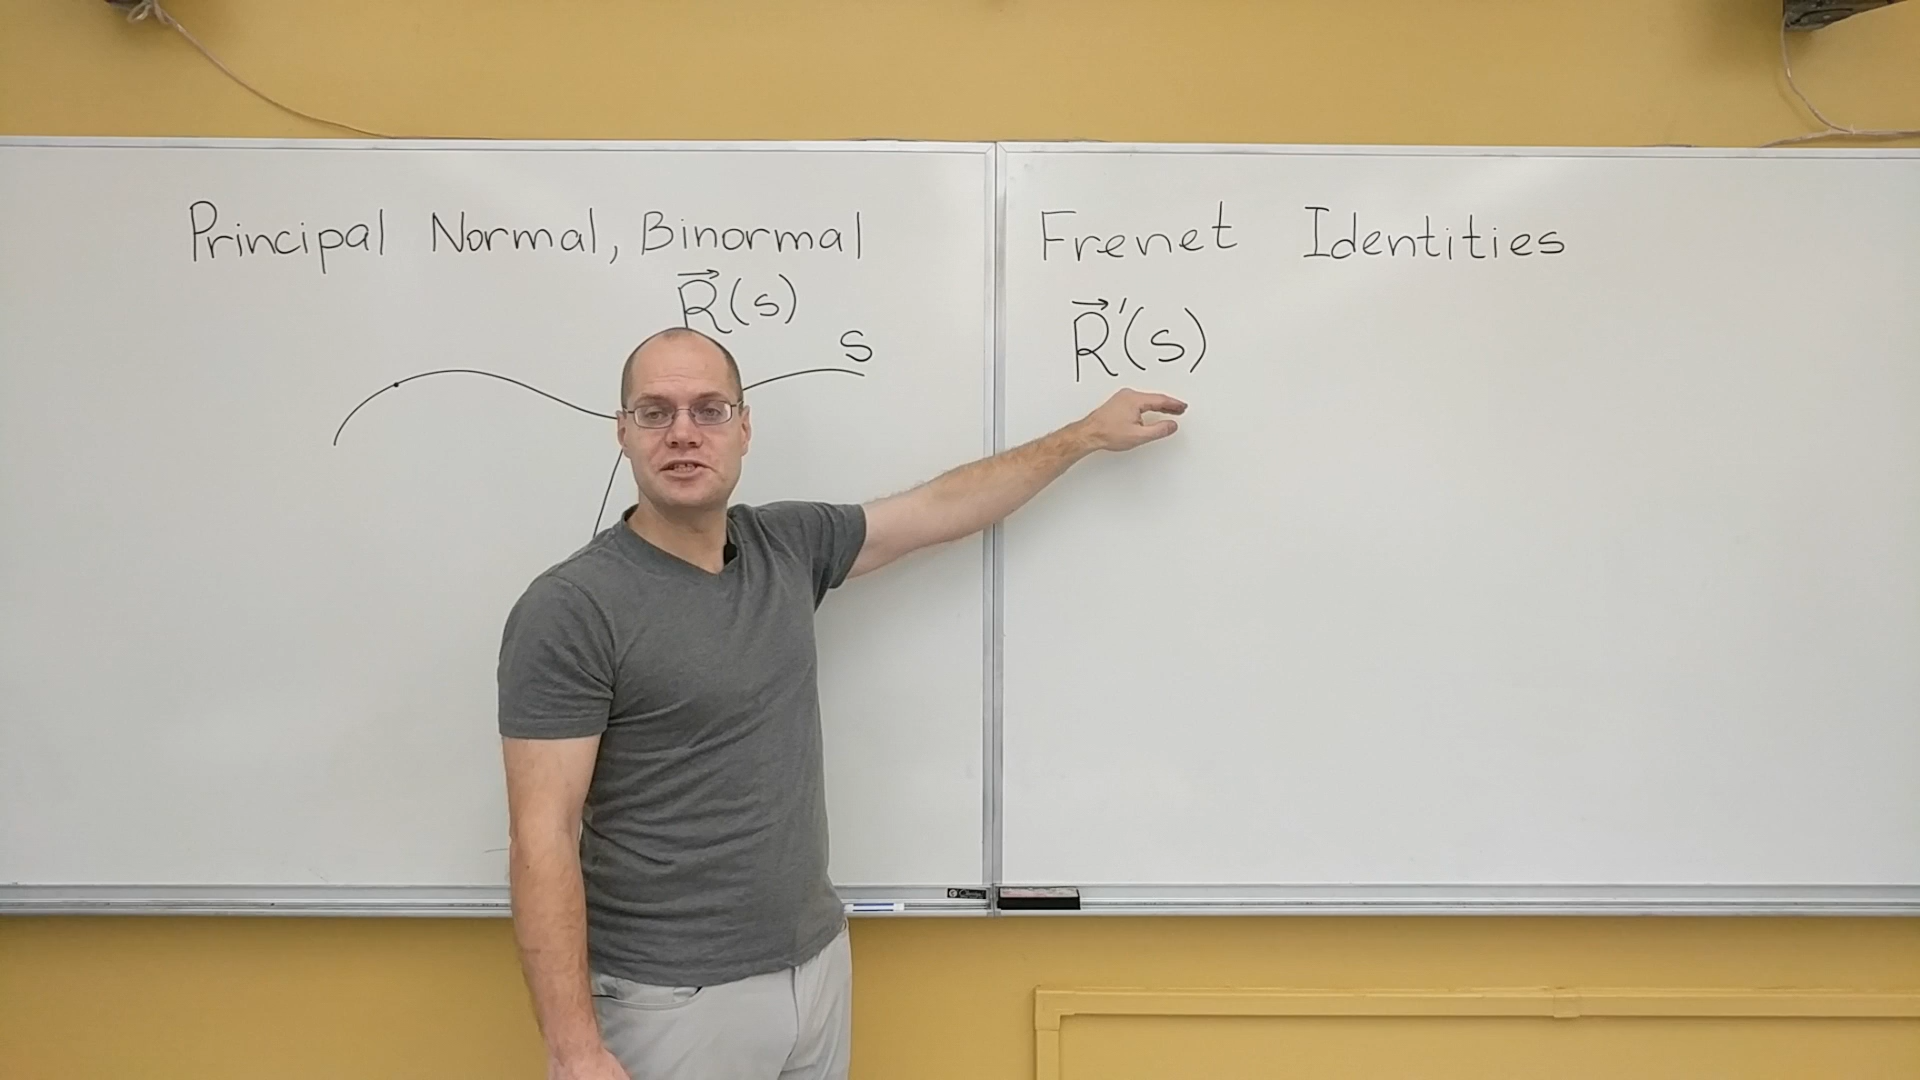 Principal Normal, Binormal
R⃗(s)
s
Frenet Identities
R⃗'(s)